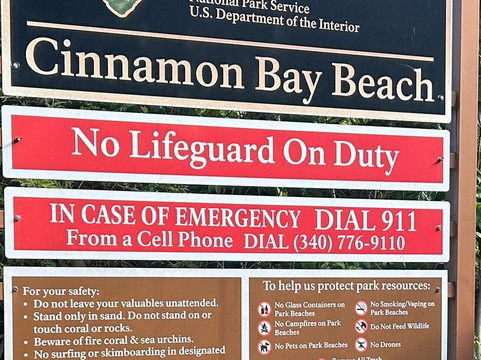 National Park Service
U.S. Department of the Interior
Cinnamon Bay Beach
No Lifeguard On Duty
IN CASE OF EMERGENCY DIAL 911
From a Cell Phone DIAL (340) 776-9110
For your safety:
• Do not leave your valuables unattended.
• Stand only in sand. Do not stand on or
touch coral or rocks.
• Beware of fire coral & sea urchins.
• No surfing or skimboarding in designated
To help us protect park resources:
No Glass Containers on
Park Beaches
No Smoking/Vaping on
Park Beaches
No Campfires on Park
Beaches
Do Not Feed Wildlife
No Pets on Park Beaches
No Drones